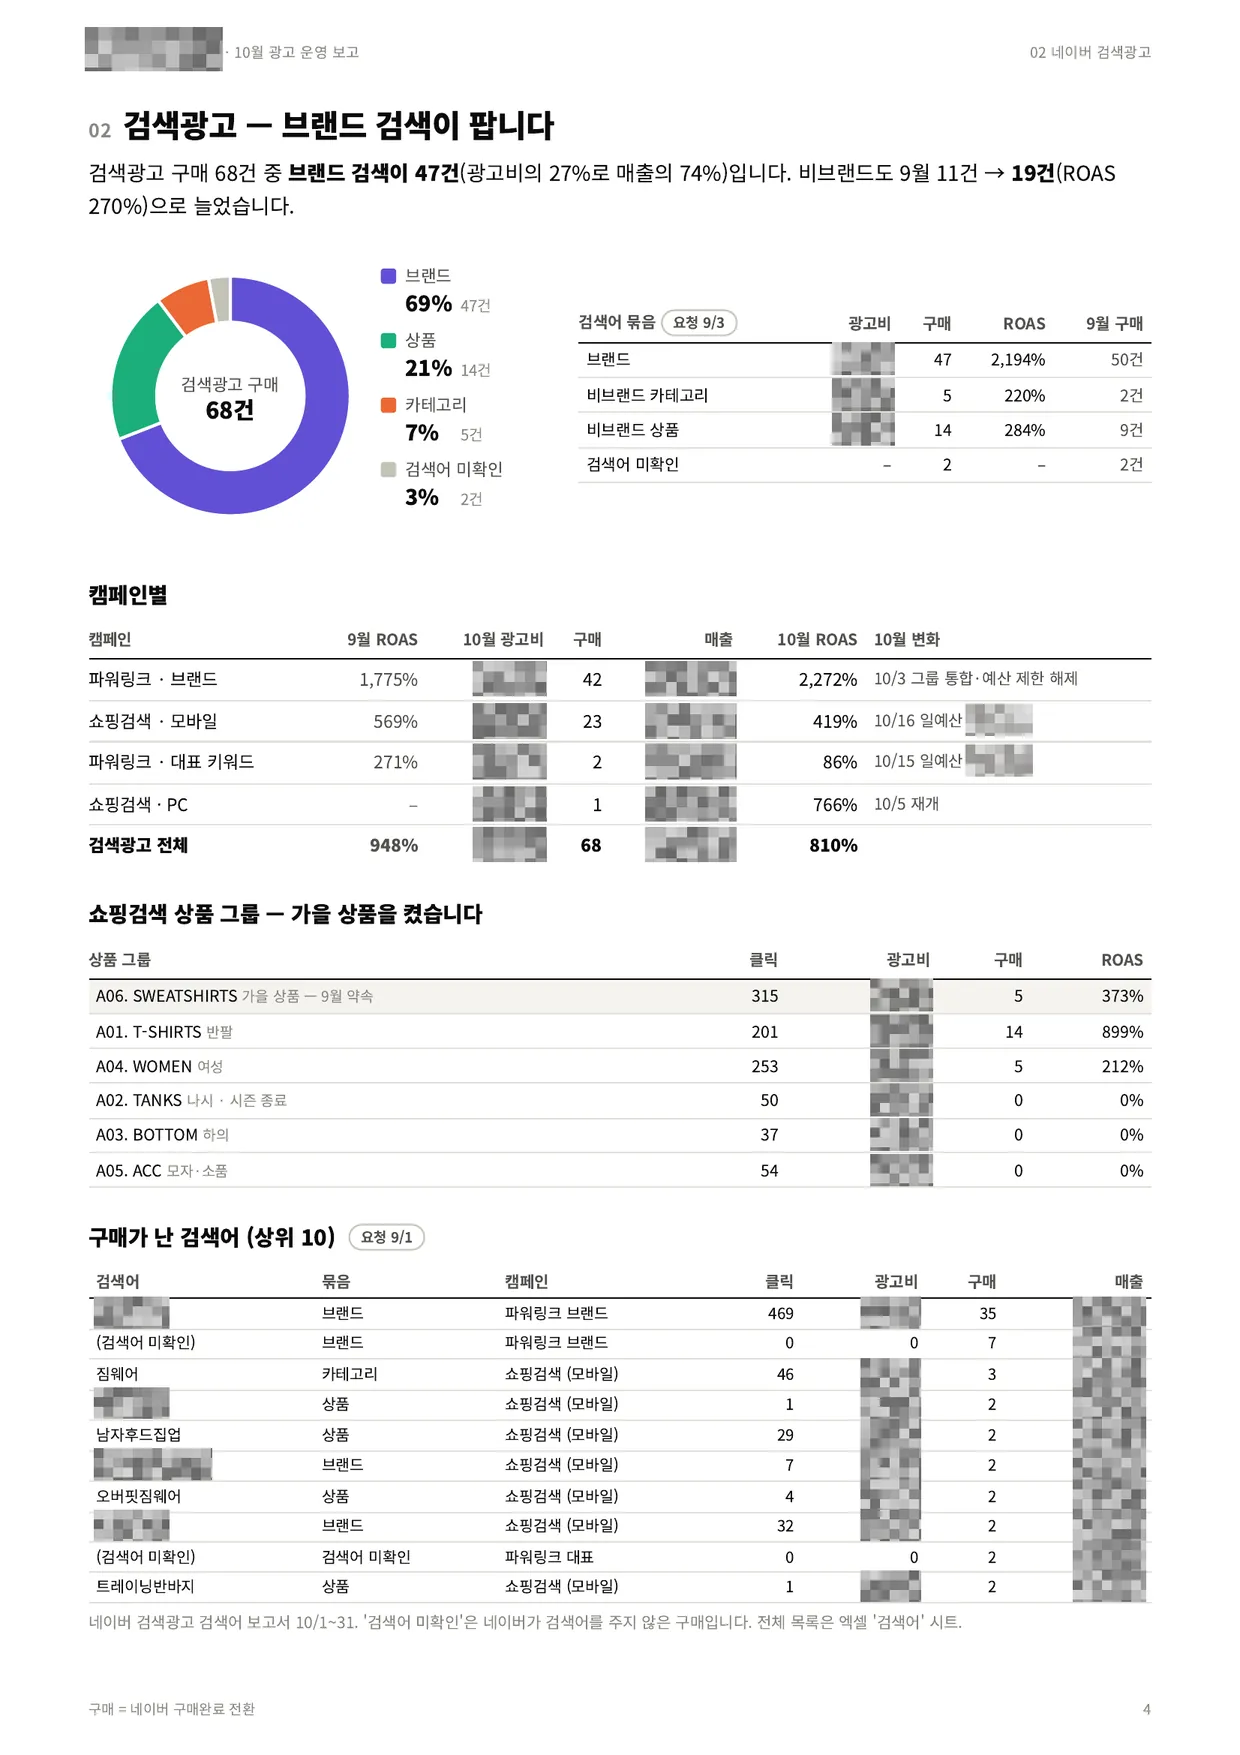 · 10월 광고 운영 보고
02 네이버 검색광고
02 검색광고 — 브랜드 검색이 팝니다
검색광고 구매 68건 중 브랜드 검색이 47건(광고비의 27%로 매출의 74%)입니다. 비브랜드도 9월 11건 → 19건(ROAS
270%)으로 늘었습니다.
검색광고 구매
68건
브랜드
69% 47건
상품
21% 14건
카테고리
7% 5건
검색어 미확인
3% 2건
검색어 묶음 요청 9/3 광고비 구매 ROAS 9월 구매
브랜드 47 2,194% 50건
비브랜드 카테고리 5 220% 2건
비브랜드 상품 14 284% 9건
검색어 미확인 – 2 – 2건
캠페인별
캠페인 9월 ROAS 10월 광고비 구매 매출 10월 ROAS 10월 변화
파워링크 · 브랜드 1,775% 42 2,272% 10/3 그룹 통합·예산 제한 해제
쇼핑검색 · 모바일 569% 23 419% 10/16 일예산
파워링크 · 대표 키워드 271% 2 86% 10/15 일예산
쇼핑검색 · PC – 1 766% 10/5 재개
검색광고 전체 948% 68 810%
쇼핑검색 상품 그룹 — 가을 상품을 켰습니다
상품 그룹 클릭 광고비 구매 ROAS
A06. SWEATSHIRTS 가을 상품 — 9월 약속 315 5 373%
A01. T-SHIRTS 반팔 201 14 899%
A04. WOMEN 여성 253 5 212%
A02. TANKS 나시 · 시즌 종료 50 0 0%
A03. BOTTOM 하의 37 0 0%
A05. ACC 모자·소품 54 0 0%
구매가 난 검색어 (상위 10) 요청 9/1
검색어 묶음 캠페인 클릭 광고비 구매 매출
브랜드 파워링크 브랜드 469 35
(검색어 미확인) 브랜드 파워링크 브랜드 0 0 7
짐웨어 카테고리 쇼핑검색 (모바일) 46 3
상품 쇼핑검색 (모바일) 1 2
남자후드집업 상품 쇼핑검색 (모바일) 29 2
브랜드 쇼핑검색 (모바일) 7 2
오버핏짐웨어 상품 쇼핑검색 (모바일) 4 2
브랜드 쇼핑검색 (모바일) 32 2
(검색어 미확인) 검색어 미확인 파워링크 대표 0 0 2
트레이닝반바지 상품 쇼핑검색 (모바일) 1 2
네이버 검색광고 검색어 보고서 10/1~31. '검색어 미확인'은 네이버가 검색어를 주지 않은 구매입니다. 전체 목록은 엑셀 '검색어' 시트.
구매 = 네이버 구매완료 전환
4